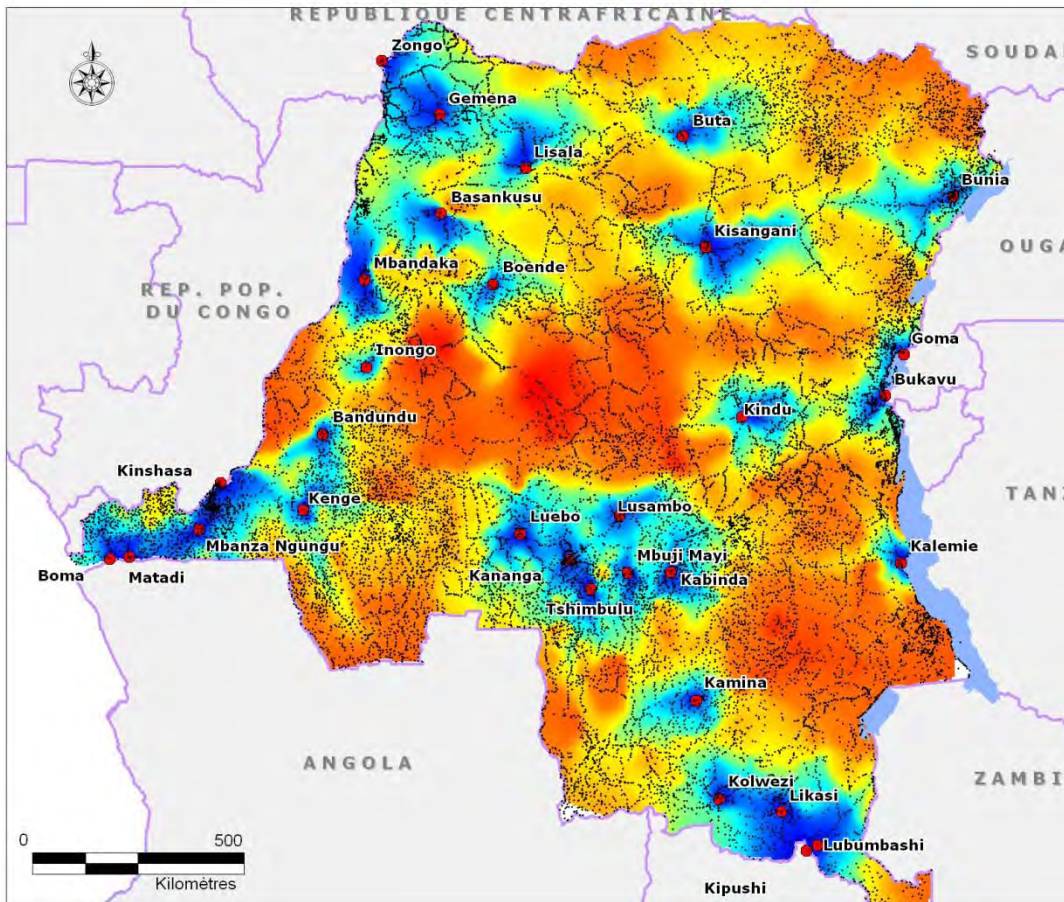 REPUBLIQUE CENTRAFRICAINE
SOUDA
Zongo
Gemena
Buta
Lisala
Bunia
Basankusu
Kisangani
OUGA
Mbandaka
Boende
REP. POP.
DU CONGO
Goma
Inongo
Bukavu
Kindu
Bandundu
Kinshasa
TANZ
Kenge
Lusambo
Luebo
Mbanza Ngungu
Kalemie
Mbuji Mayi
Boma
Matadi
Kananga
Kabinda
Tshimbulu
Kamina
ANGOLA
ZAMBI
Kolwezi
Likasi
0 500
Lubumbashi
Kilomètres
Kipushi